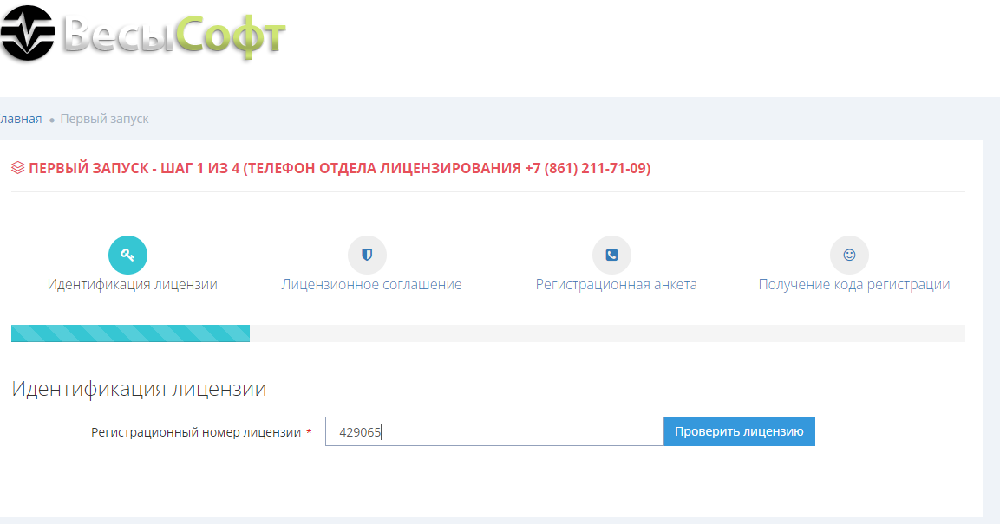 ВесыСофт
лавная • Первый запуск
ПЕРВЫЙ ЗАПУСК - ШАГ 1 ИЗ 4 (ТЕЛЕФОН ОТДЕЛА ЛИЦЕНЗИРОВАНИЯ +7 (861) 211-71-09)
Идентификация лицензии
Лицензионное соглашение
Регистрационная анкета
Получение кода регистрации
Идентификация лицензии
Регистрационный номер лицензии * 429065 Проверить лицензию